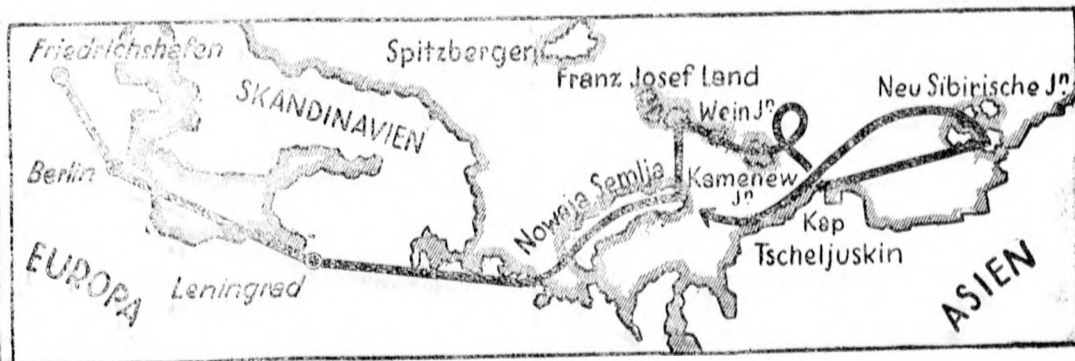 Friedrichshafen
Spitzbergen
Franz Josef Land
Neu Sibirische Jn.
Wein Jn.
SKANDINAVIEN
Berlin
Nowaja Semlja
Kamenew
Jn.
Kap
Tscheljuskin
EUROPA
Leningrad
ASIEN